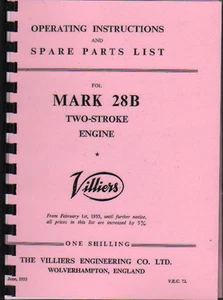 OPERATING INSTRUCTIONS
AND
SPARE PARTS LIST
FOL
MARK 28B
TWO-STROKE
ENGINE
Villiers
From February 1st, 1955, until further notice,
all prices in this list are increased by 5%
ONE SHILLING
THE VILLIERS ENGINEERING CO. LTD.
WOLVERHAMPTON, ENGLAND
June, 1953
V.E.C. 72.